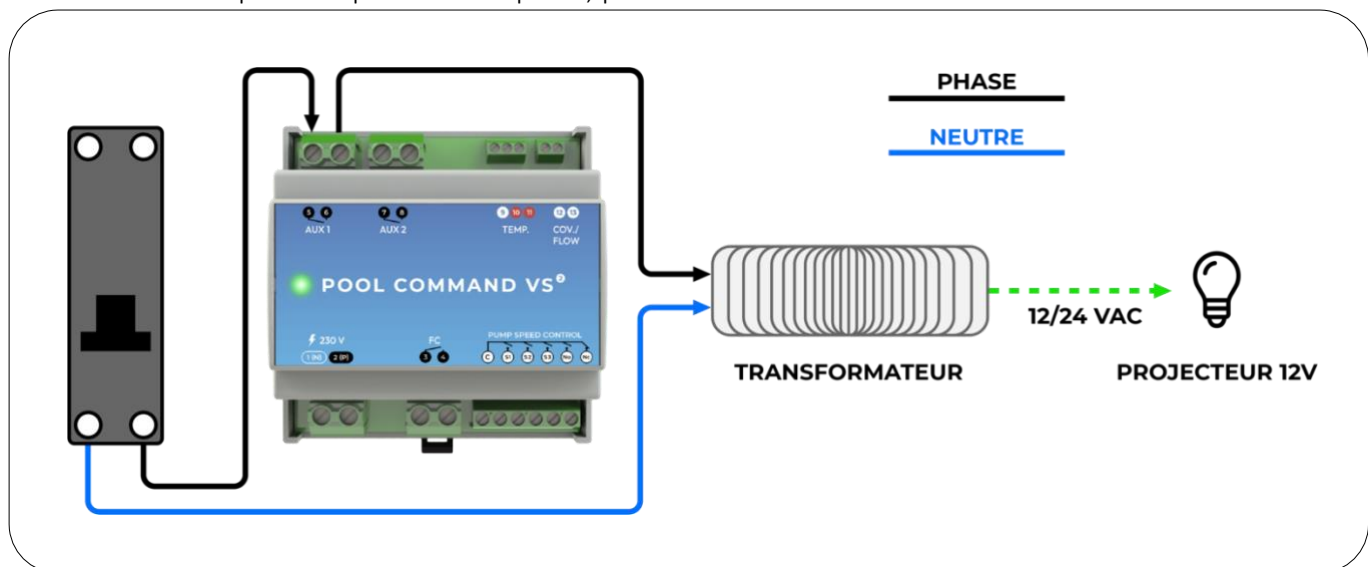 PHASE
NEUTRE
5 6 7 8 9 10 11 12 13
AUX 1 AUX 2 TEMP. COV./
FLOW
POOL COMMAND VS
230 V FC PUMP SPEED CONTROL
1 (N) 2 (P) 3 4 C S1 S2 S3 No
12/24 VAC
TRANSFORMATEUR PROJECTEUR 12V